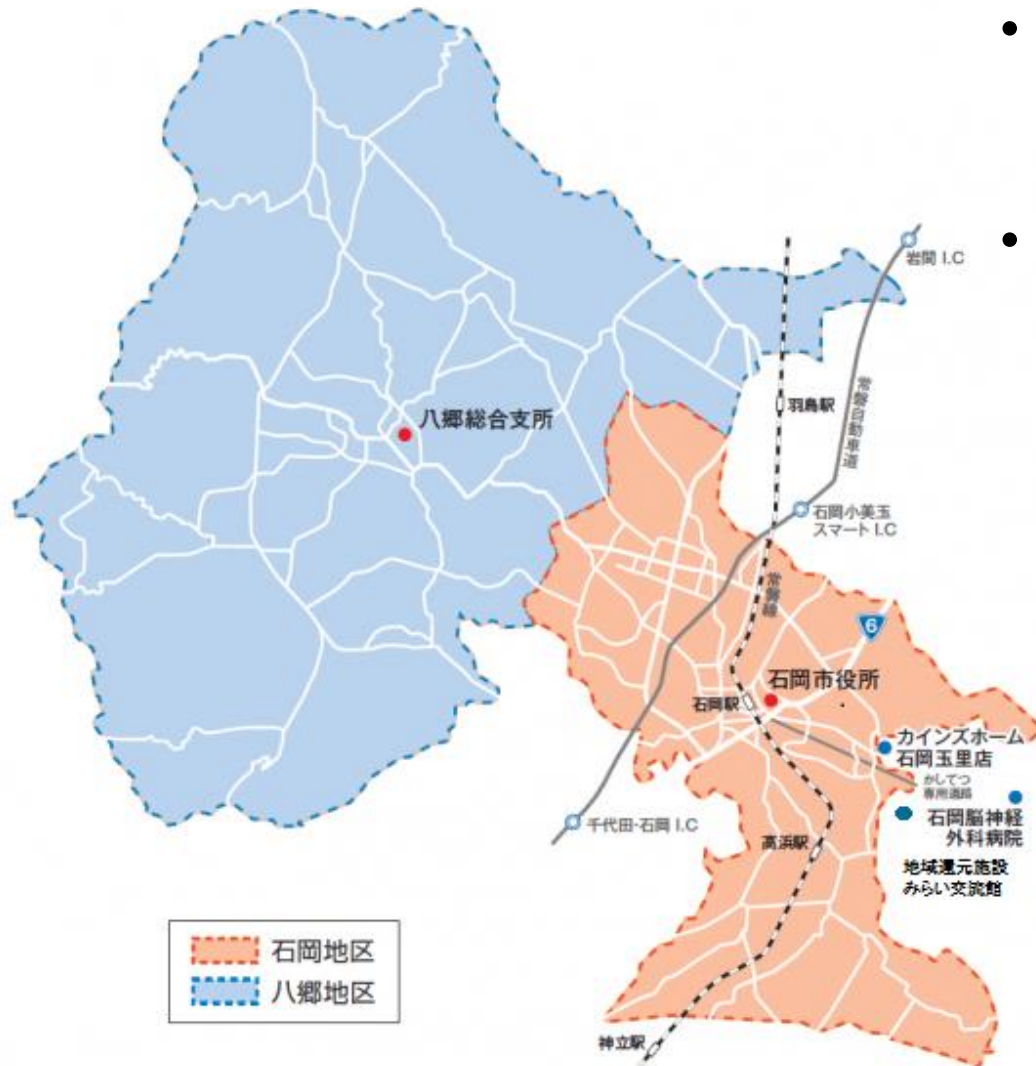 岩間 I.C
羽鳥駅
常磐自動車道
八郷総合支所
石岡小美玉
スマート I.C
常磐線
6
石岡市役所
石岡駅
カインズホーム
石岡玉里店
かしてつ
専用道路
石岡脳神経
外科病院
千代田・石岡 I.C
高浜駅
地域還元施設
みらい交流館
石岡地区
八郷地区
神立駅